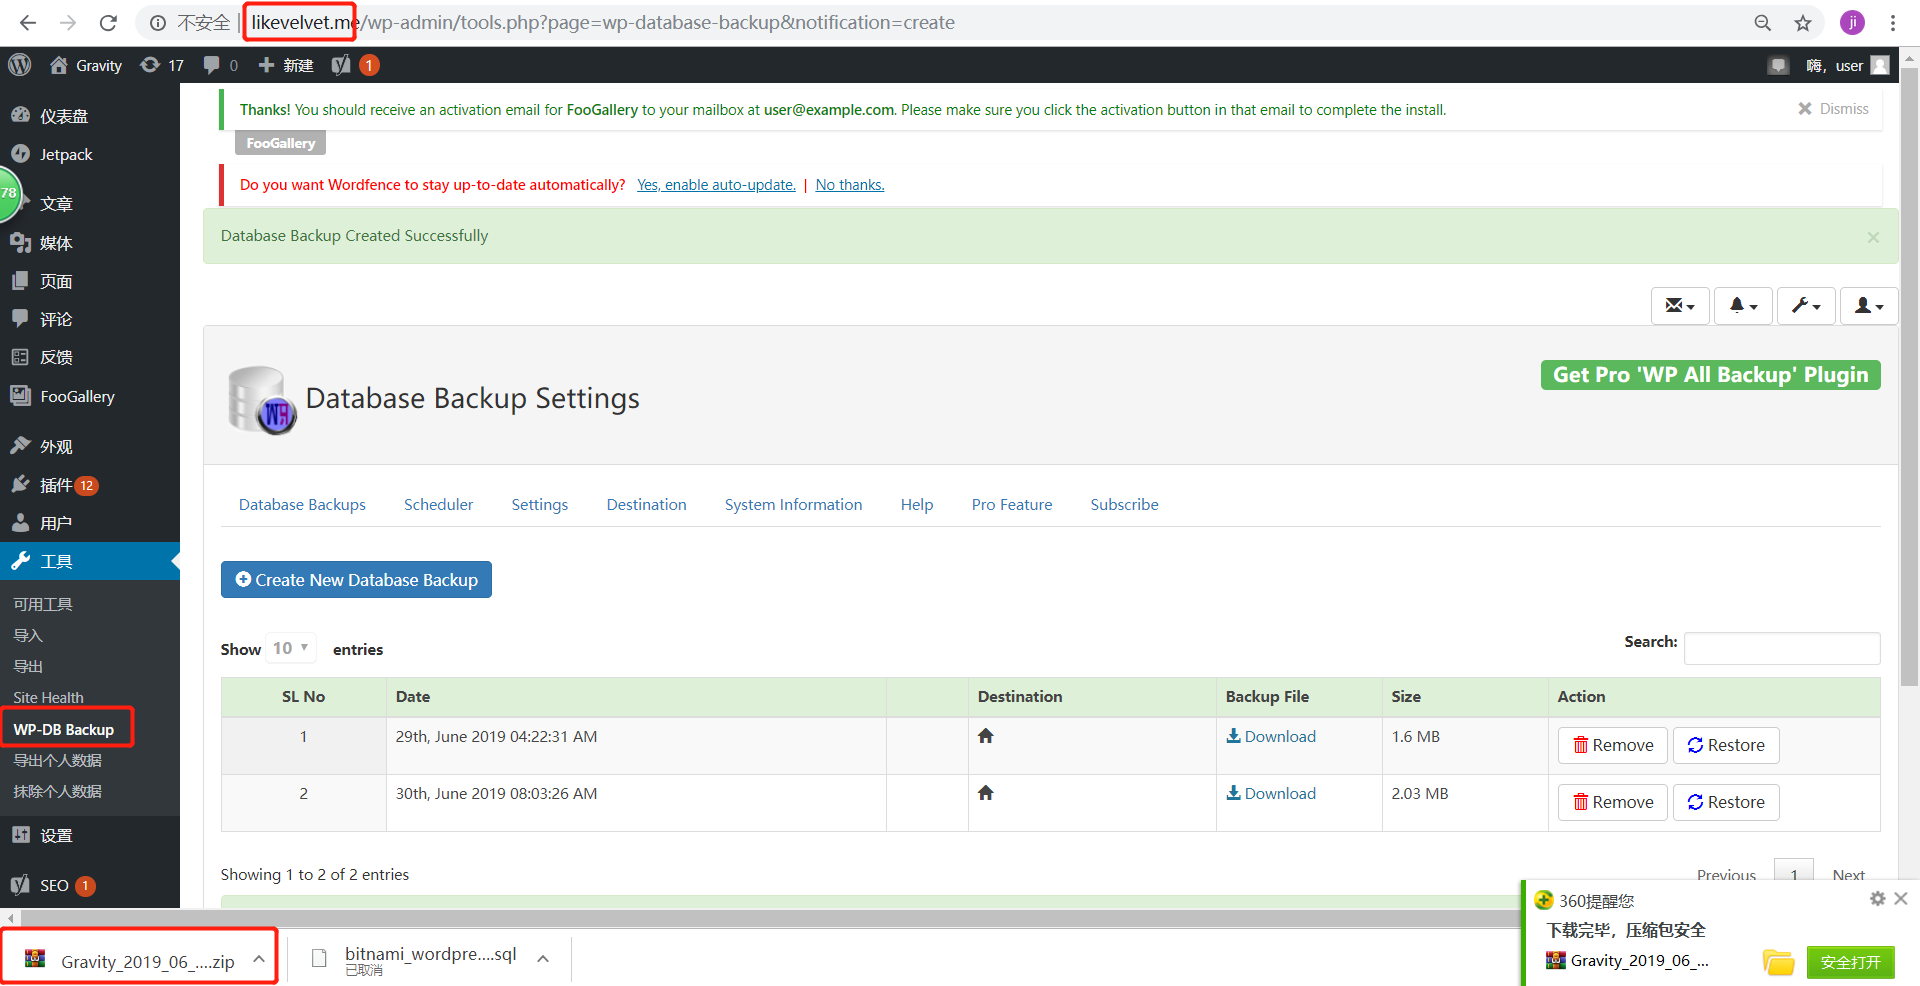 不安全 | likevelvet.me/wp-admin/tools.php?page=wp-database-backup&notification=create
ji
Gravity 17 0 新建 1
嗨，user
仪表盘
Jetpack
78
文章
媒体
页面
评论
反馈
FooGallery
外观
插件 12
用户
工具
可用工具
导入
导出
Site Health
WP-DB Backup
导出个人数据
抹除个人数据
设置
SEO 1
Thanks! You should receive an activation email for FooGallery to your mailbox at user@example.com. Please make sure you click the activation button in that email to complete the install.
Dismiss
FooGallery
Do you want Wordfence to stay up-to-date automatically? Yes, enable auto-update. | No thanks.
Database Backup Created Successfully
×
Database Backup Settings
Get Pro 'WP All Backup' Plugin
Database Backups Scheduler Settings Destination System Information Help Pro Feature Subscribe
Create New Database Backup
Show 10 entries
Search:
SL No Date Destination Backup File Size Action
1 29th, June 2019 04:22:31 AM Download 1.6 MB Remove Restore
2 30th, June 2019 08:03:26 AM Download 2.03 MB Remove Restore
Showing 1 to 2 of 2 entries
Previous 1 Next
360提醒您
下载完毕，压缩包安全
Gravity_2019_06_...
安全打开
Gravity_2019_06_....zip
bitnami_wordpre....sql
已取消